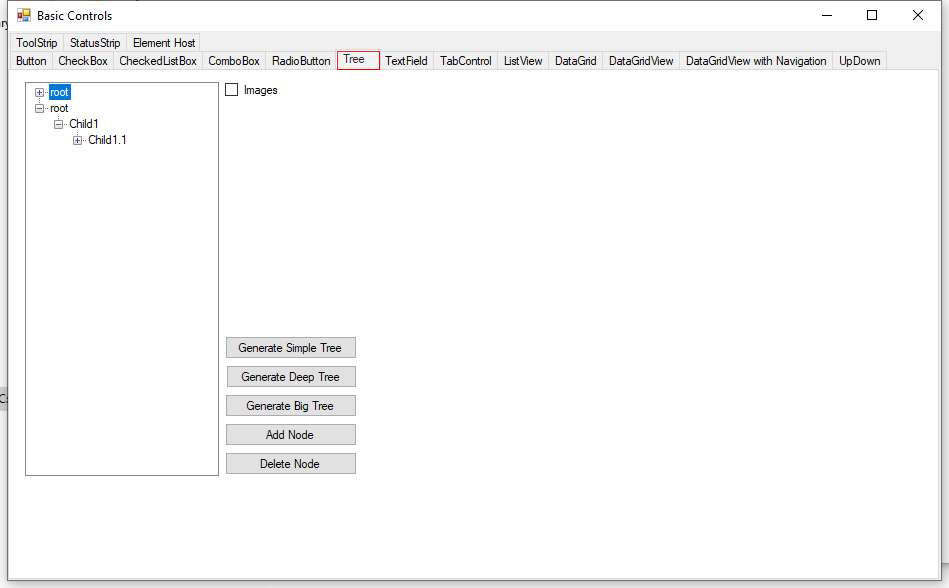 Basic Controls
ToolStrip StatusStrip Element Host
Button CheckBox CheckedListBox ComboBox RadioButton Tree TextField TabControl ListView DataGrid DataGridView DataGridView with Navigation UpDown
root
root
Child1
Child1.1
Images
Generate Simple Tree
Generate Deep Tree
Generate Big Tree
Add Node
Delete Node